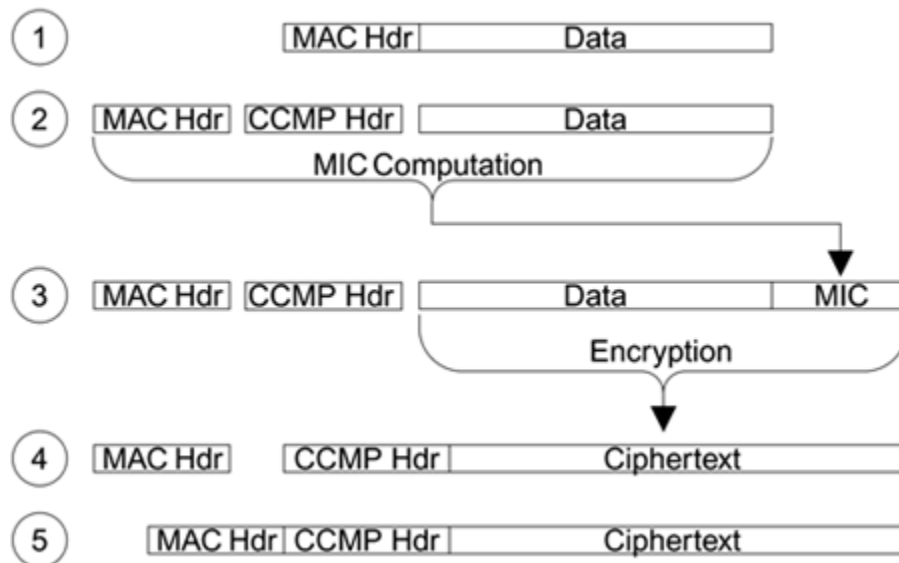 1 MAC Hdr Data
2 MAC Hdr CCMP Hdr Data
MIC Computation
3 MAC Hdr CCMP Hdr Data MIC
Encryption
4 MAC Hdr CCMP Hdr Ciphertext
5 MAC Hdr CCMP Hdr Ciphertext